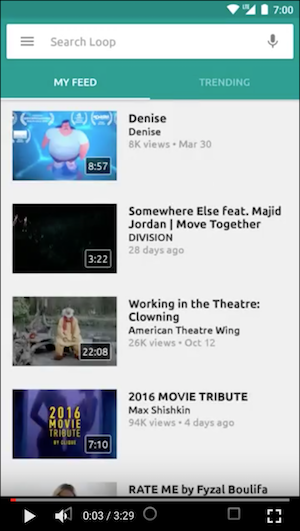 7:00
Search Loop
MY FEED
TRENDING
8:57
Denise
Denise
8K views • Mar 30
3:22
Somewhere Else feat. Majid
Jordan | Move Together
DIVISION
28 days ago
22:08
Working in the Theatre:
Clowning
American Theatre Wing
26K views • Oct 12
2016
MOVIE
TRIBUTE
BY CLIQUE
7:10
2016 MOVIE TRIBUTE
Max Shishkin
94K views • 4 days ago
RATE ME by Fyzal Boulifa
0:03 / 3:29